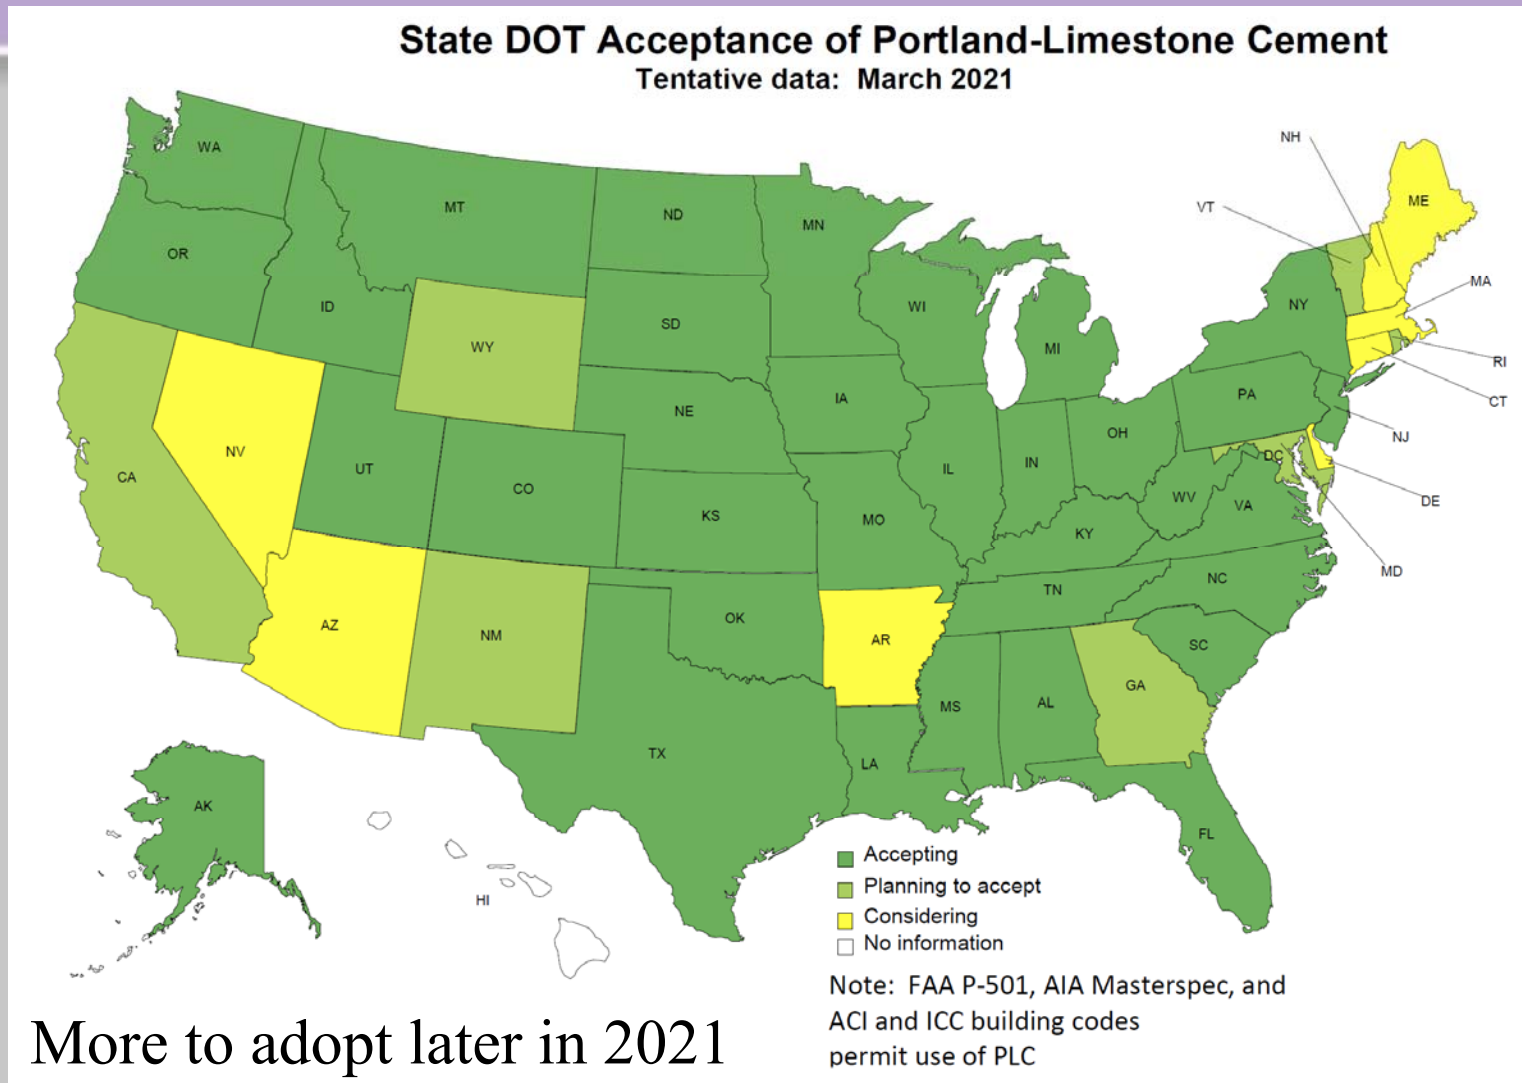 State DOT Acceptance of Portland-Limestone Cement
Tentative data:  March 2021
NH
WA
ME
VT
MT
ND
MN
OR
MA
ID
WI
NY
SD
WY
MI
RI
IA
PA
CT
NE
OH
NJ
NV
DC
UT
IL
IN
CA
CO
WV
DE
VA
KS
MO
KY
MD
NC
TN
OK
AZ
NM
AR
SC
GA
MS
AL
TX
LA
AK
FL
HI
Accepting
Planning to accept
Considering
No information
Note:  FAA P-501, AIA Masterspec, and
ACI and ICC building codes
permit use of PLC
More to adopt later in 2021